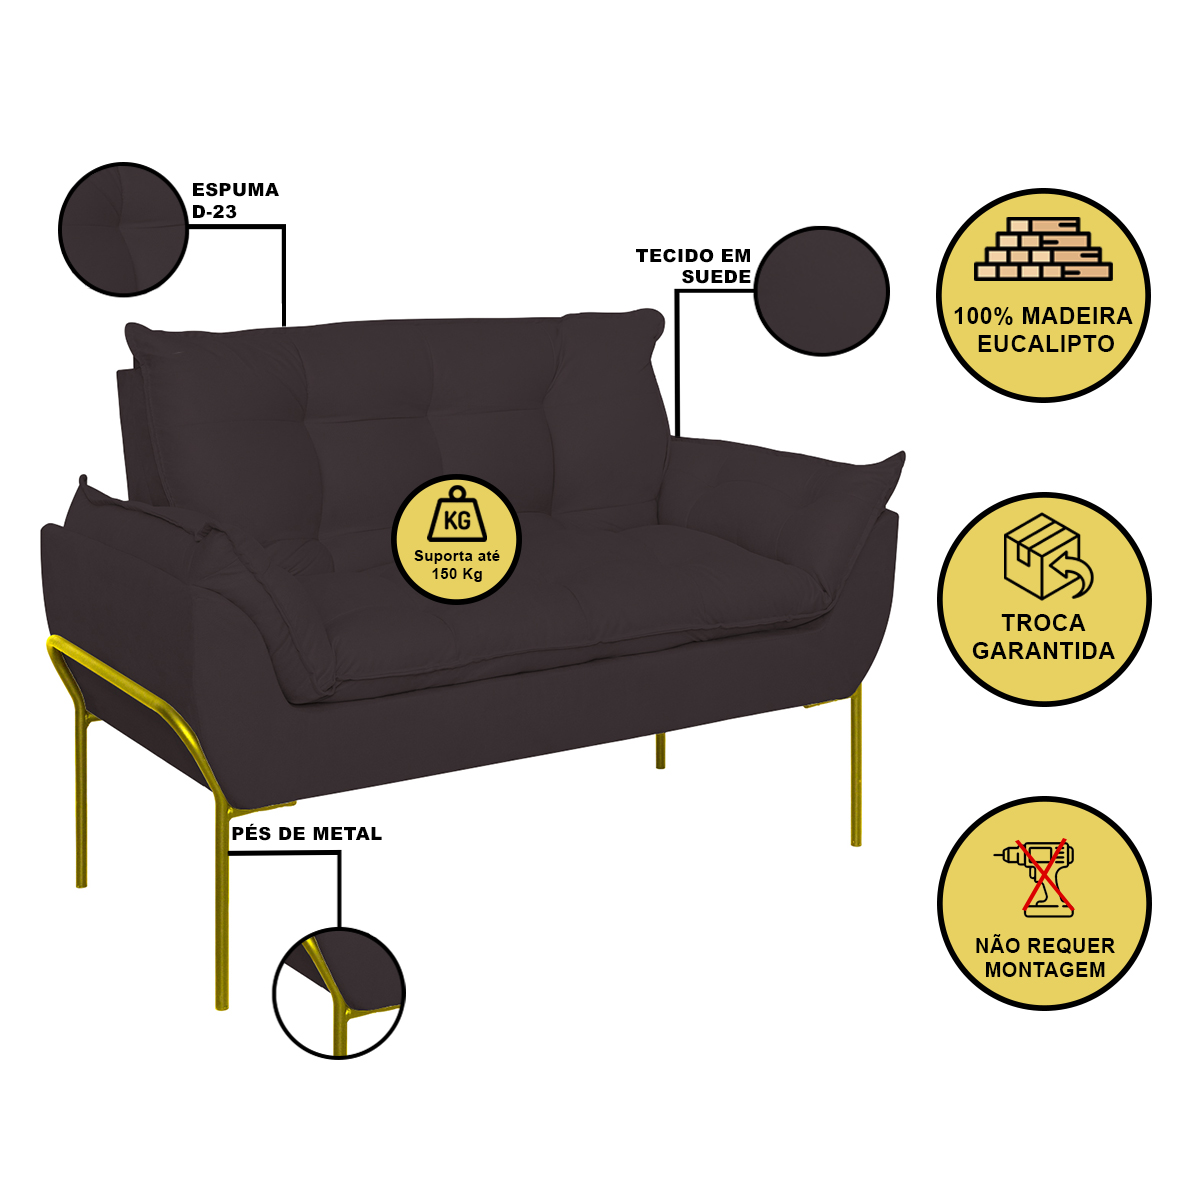 ESPUMA
D-23
TECIDO EM
SUEDE
100% MADEIRA
EUCALIPTO
KG
Suporta até
150 Kg
TROCA
GARANTIDA
PÉS DE METAL
NÃO REQUER
MONTAGEM